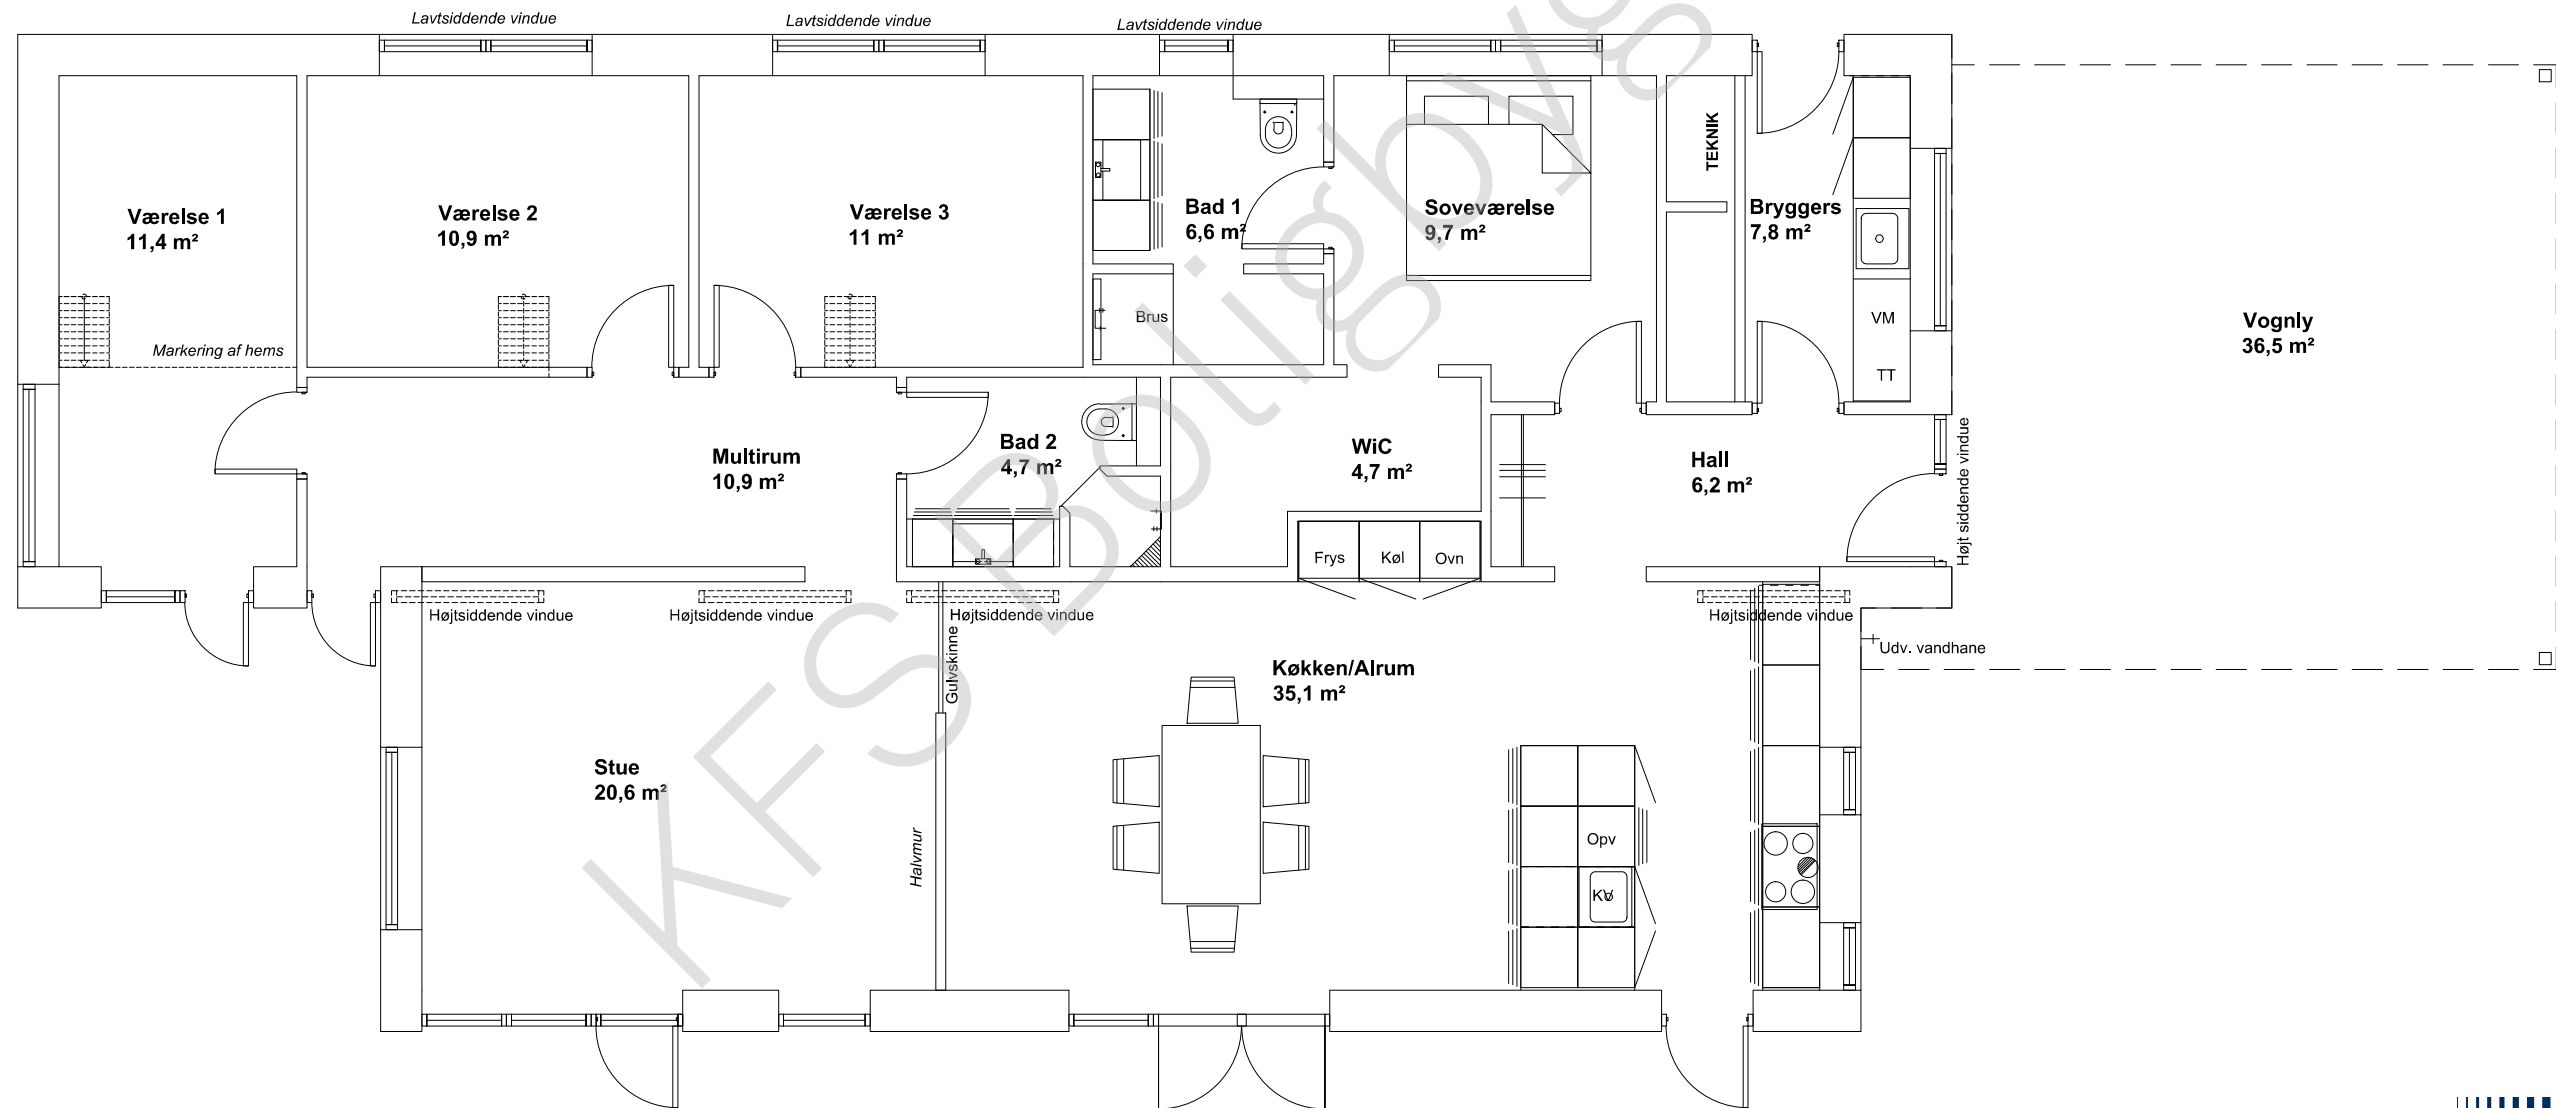 Lavtsiddende vindue
Lavtsiddende vindue
Lavtsiddende vindue
Værelse 1
11,4 m²
Værelse 2
10,9 m²
Værelse 3
11 m²
Bad 1
6,6 m²
Soveværelse
9,7 m²
TEKNIK
Bryggers
7,8 m²
Brus
VM
TT
Vognly
36,5 m²
Markering af hems
Multirum
10,9 m²
Bad 2
4,7 m²
WiC
4,7 m²
Hall
6,2 m²
Højt siddende vindue
Frys
Køl
Ovn
Højtsiddende vindue
Højtsiddende vindue
Højtsiddende vindue
Højtsiddende vindue
Udv. vandhane
Gulvskinne
Køkken/Alrum
35,1 m²
Stue
20,6 m²
Halvmur
Opv
KV
KFS Boligbyg